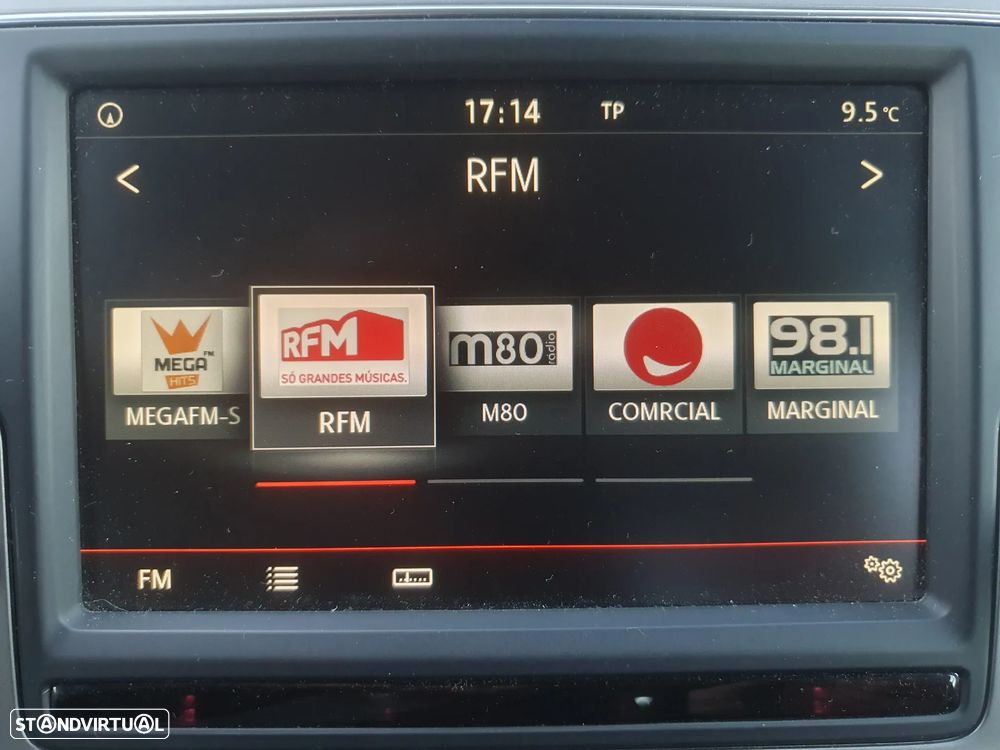 17:14 TP 9.5 °C
< RFM >
MEGA FM
HITS
MEGAFM-S
RFM
SÓ GRANDES MÚSICAS.
RFM
m80 rádio
M80
COMRCIAL
98.1
MARGINAL
MARGINAL
FM
STANDVIRTUAL